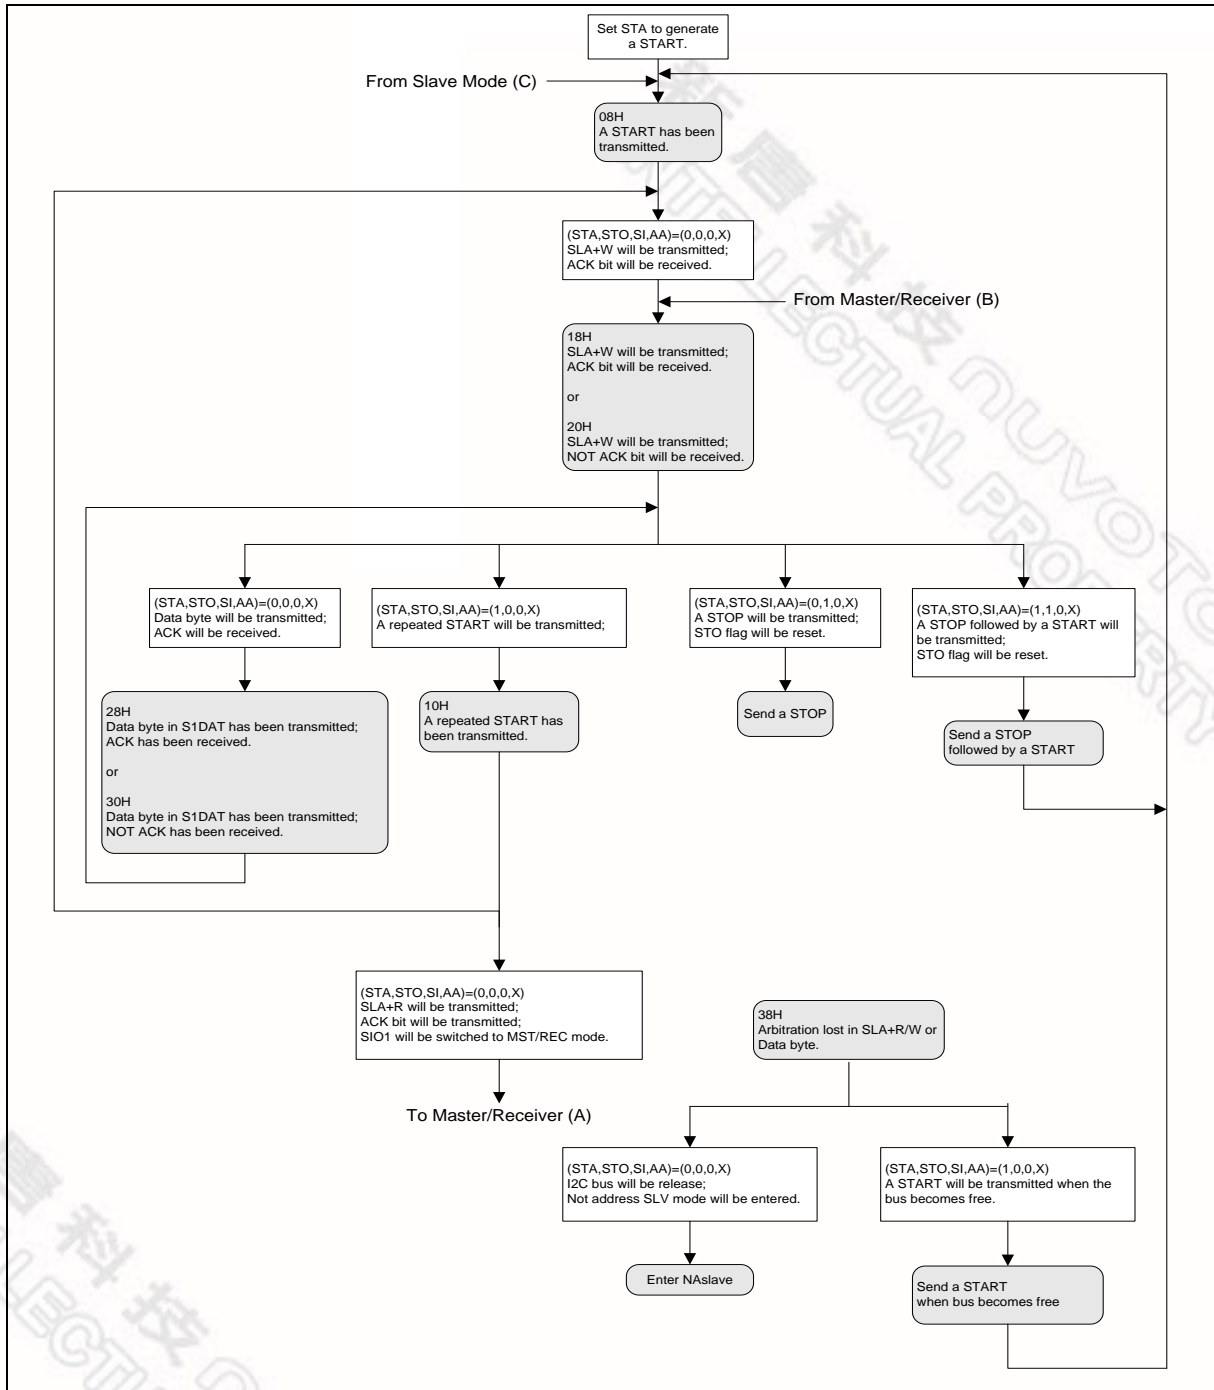 Set STA to generate
a START.
From Slave Mode (C)
08H
A START has been
transmitted.
(STA,STO,SI,AA)=(0,0,0,X)
SLA+W will be transmitted;
ACK bit will be received.
From Master/Receiver (B)
18H
SLA+W will be transmitted;
ACK bit will be received.
or
20H
SLA+W will be transmitted;
NOT ACK bit will be received.
(STA,STO,SI,AA)=(0,0,0,X)
Data byte will be transmitted;
ACK will be received.
(STA,STO,SI,AA)=(1,0,0,X)
A repeated START will be transmitted;
(STA,STO,SI,AA)=(0,1,0,X)
A STOP will be transmitted;
STO flag will be reset.
(STA,STO,SI,AA)=(1,1,0,X)
A STOP followed by a START will
be transmitted;
STO flag will be reset.
28H
Data byte in S1DAT has been transmitted;
ACK has been received.
or
30H
Data byte in S1DAT has been transmitted;
NOT ACK has been received.
10H
A repeated START has
been transmitted.
Send a STOP
Send a STOP
followed by a START
(STA,STO,SI,AA)=(0,0,0,X)
SLA+R will be transmitted;
ACK bit will be transmitted;
SIO1 will be switched to MST/REC mode.
To Master/Receiver (A)
38H
Arbitration lost in SLA+R/W or
Data byte.
(STA,STO,SI,AA)=(0,0,0,X)
I2C bus will be release;
Not address SLV mode will be entered.
(STA,STO,SI,AA)=(1,0,0,X)
A START will be transmitted when the
bus becomes free.
Enter NAslave
Send a START
when bus becomes free
新唐科技 nuvoTo
INTELLECTUAL PROPERTY
唐科技 nu
LLECTUAL